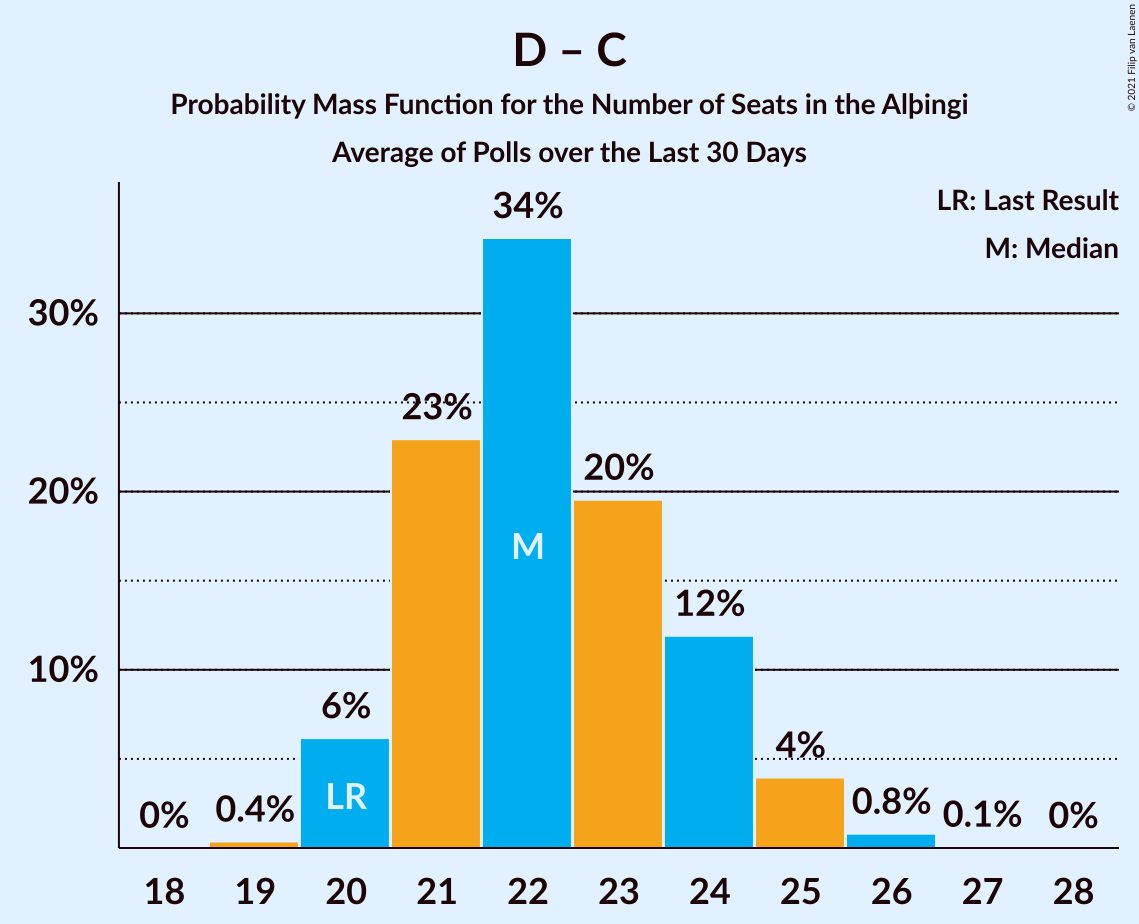 D – C
Probability Mass Function for the Number of Seats in the Alþingi
Average of Polls over the Last 30 Days
© 2021 Filip van Laenen
LR: Last Result
M: Median
30%
20%
10%
0%
0.4%
6%
23%
34%
20%
12%
4%
0.8%
0.1%
0%
LR
M
18 19 20 21 22 23 24 25 26 27 28